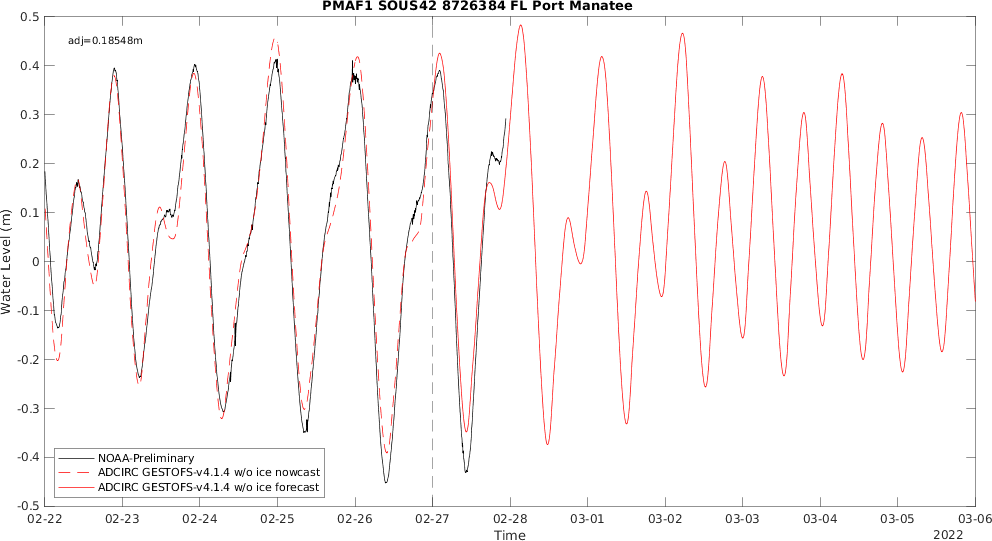 PMAF1 SOUS42 8726384 FL Port Manatee
adj=0.18548m
Water Level (m)
0.5
0.4
0.3
0.2
0.1
0
-0.1
-0.2
-0.3
-0.4
-0.5
NOAA-Preliminary
ADCIRC GESTOFS-v4.1.4 w/o ice nowcast
ADCIRC GESTOFS-v4.1.4 w/o ice forecast
02-22 02-23 02-24 02-25 02-26 02-27 02-28 03-01 03-02 03-03 03-04 03-05 03-06
Time
2022